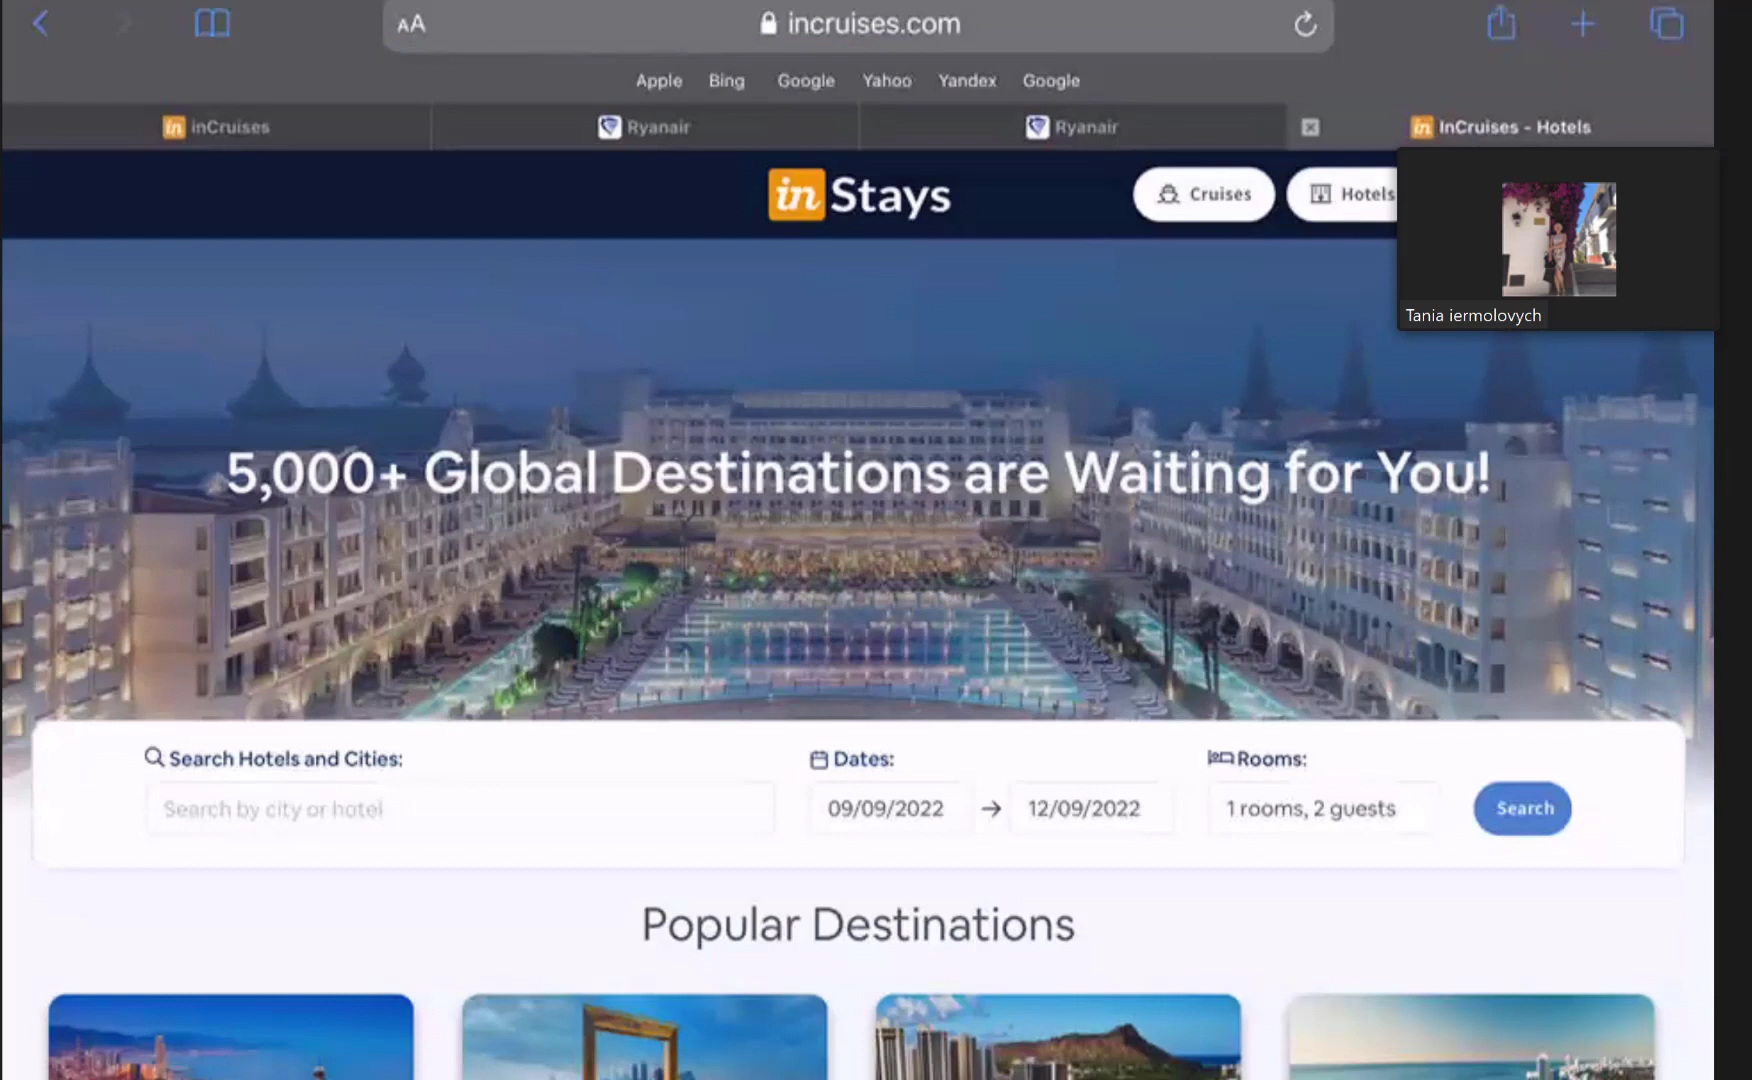 AA
incruises.com
Apple Bing Google Yahoo Yandex Google
in inCruises
Ryanair
Ryanair
in InCruises - Hotels
in Stays
Cruises
Hotels
Tania iermolovych
5,000+ Global Destinations are Waiting for You!
Search Hotels and Cities:
Dates:
Rooms:
Search by city or hotel
09/09/2022 → 12/09/2022
1 rooms, 2 guests
Search
Popular Destinations